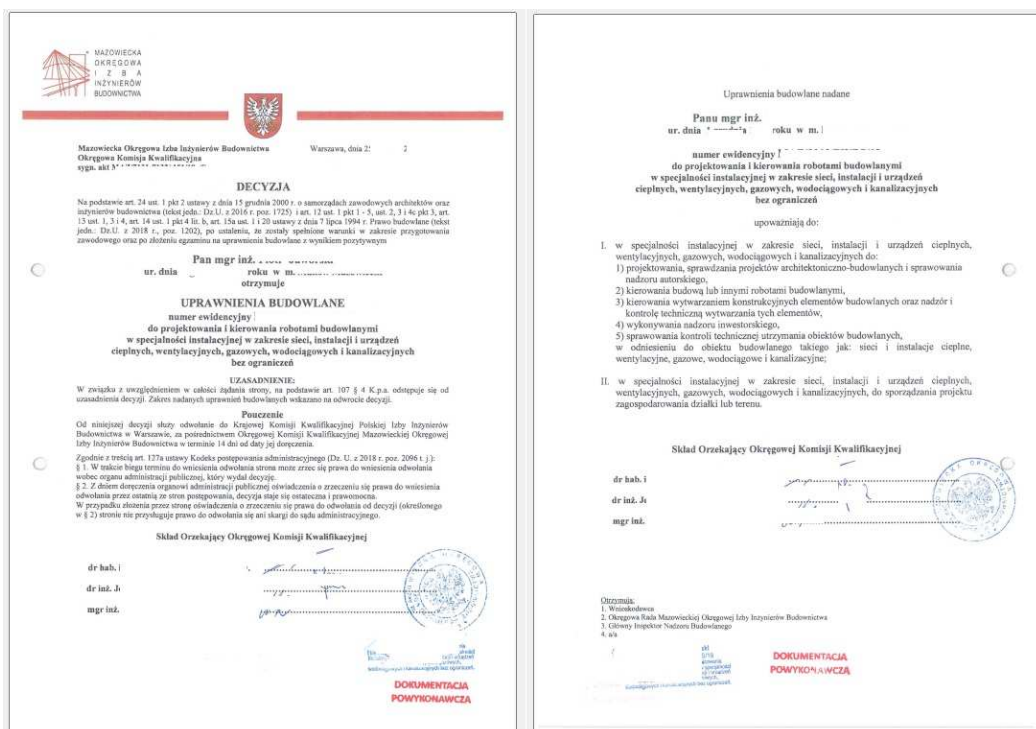 MAZOWIECKA
OKRĘGOWA
I Z B A
INŻYNIERÓW
BUDOWNICTWA
Mazowiecka Okręgowa Izba Inżynierów Budownictwa
Warszawa, dnia 2
Okręgowa Komisja Kwalifikacyjna
sygn. akt
DECYZJA
Na podstawie art. 24 ust. 1 pkt 2 ustawy z dnia 15 grudnia 2000 r. o samorządach zawodowych architektów oraz
inżynierów budownictwa (tekst jedn.: Dz.U. z 2016 r. poz. 1725) i art. 12 ust. 1 pkt 1 - 5, ust. 2, 3 i 4c pkt 3, art.
13 ust. 1, 3 i 4, art. 14 ust. 1 pkt 4 lit. b, art. 15a ust. 1 i 20 ustawy z dnia 7 lipca 1994 r. Prawo budowlane (tekst
jedn.: Dz.U. z 2018 r., poz. 1202), po ustaleniu, że zostały spełnione warunki w zakresie przygotowania
zawodowego oraz po złożeniu egzaminu na uprawnienia budowlane z wynikiem pozytywnym
Pan mgr inż.
ur. dnia roku w m.
otrzymuje
UPRAWNIENIA BUDOWLANE
numer ewidencyjny
do projektowania i kierowania robotami budowlanymi
w specjalności instalacyjnej w zakresie sieci, instalacji i urządzeń
cieplnych, wentylacyjnych, gazowych, wodociągowych i kanalizacyjnych
bez ograniczeń
UZASADNIENIE:
W związku z uwzględnieniem w całości żądania strony, na podstawie art. 107 § 4 K.p.a. odstępuje się od
uzasadnienia decyzji. Zakres nadanych uprawnień budowlanych wskazano na odwrocie decyzji.
Pouczenie
Od niniejszej decyzji służy odwołanie do Krajowej Komisji Kwalifikacyjnej Polskiej Izby Inżynierów
Budownictwa w Warszawie, za pośrednictwem Okręgowej Komisji Kwalifikacyjnej Mazowieckiej Okręgowej
Izby Inżynierów Budownictwa w terminie 14 dni od daty jej doręczenia.
Zgodnie z treścią art. 127a ustawy Kodeks postępowania administracyjnego (Dz. U. z 2018 r. poz. 2096 t. j.):
§ 1. W trakcie biegu terminu do wniesienia odwołania strona może zrzec się prawa do wniesienia odwołania
wobec organu administracji publicznej, który wydał decyzję.
§ 2. Z dniem doręczenia organowi administracji publicznej oświadczenia o zrzeczeniu się prawa do wniesienia
odwołania przez ostatnią ze stron postępowania, decyzja staje się ostateczna i prawomocna.
W przypadku złożenia przez stronę oświadczenia o zrzeczeniu się prawa do odwołania od decyzji (określonego
w § 2) stronie nie przysługuje prawo do odwołania się ani skargi do sądu administracyjnego.
Skład Orzekający Okręgowej Komisji Kwalifikacyjnej
dr hab.
dr inż.
mgr inż.
DOKUMENTACJA
POWYKONAWCZA
Uprawnienia budowlane nadane
Panu mgr inż.
ur. dnia roku w m.
numer ewidencyjny
do projektowania i kierowania robotami budowlanymi
w specjalności instalacyjnej w zakresie sieci, instalacji i urządzeń
cieplnych, wentylacyjnych, gazowych, wodociągowych i kanalizacyjnych
bez ograniczeń
upoważniają do:
I. w specjalności instalacyjnej w zakresie sieci, instalacji i urządzeń cieplnych,
wentylacyjnych, gazowych, wodociągowych i kanalizacyjnych do:
1) projektowania, sprawdzania projektów architektoniczno-budowlanych i sprawowania
nadzoru autorskiego,
2) kierowania budową lub innymi robotami budowlanymi,
3) kierowania wytwarzaniem konstrukcyjnych elementów budowlanych oraz nadzór i
kontrolę techniczną wytwarzania tych elementów,
4) wykonywania nadzoru inwestorskiego,
5) sprawowania kontroli technicznej utrzymania obiektów budowlanych,
w odniesieniu do obiektu budowlanego takiego jak: sieci i instalacje cieplne,
wentylacyjne, gazowe, wodociągowe i kanalizacyjne;
II. w specjalności instalacyjnej w zakresie sieci, instalacji i urządzeń cieplnych,
wentylacyjnych, gazowych, wodociągowych i kanalizacyjnych, do sporządzania projektu
zagospodarowania działki lub terenu.
Skład Orzekający Okręgowej Komisji Kwalifikacyjnej
dr hab.
dr inż.
mgr inż.
Otrzymują:
1. Wnioskodawca
2. Okręgowa Rada Mazowieckiej Okręgowej Izby Inżynierów Budownictwa
3. Główny Inspektor Nadzoru Budowlanego
4. a/a
DOKUMENTACJA
POWYKONAWCZA